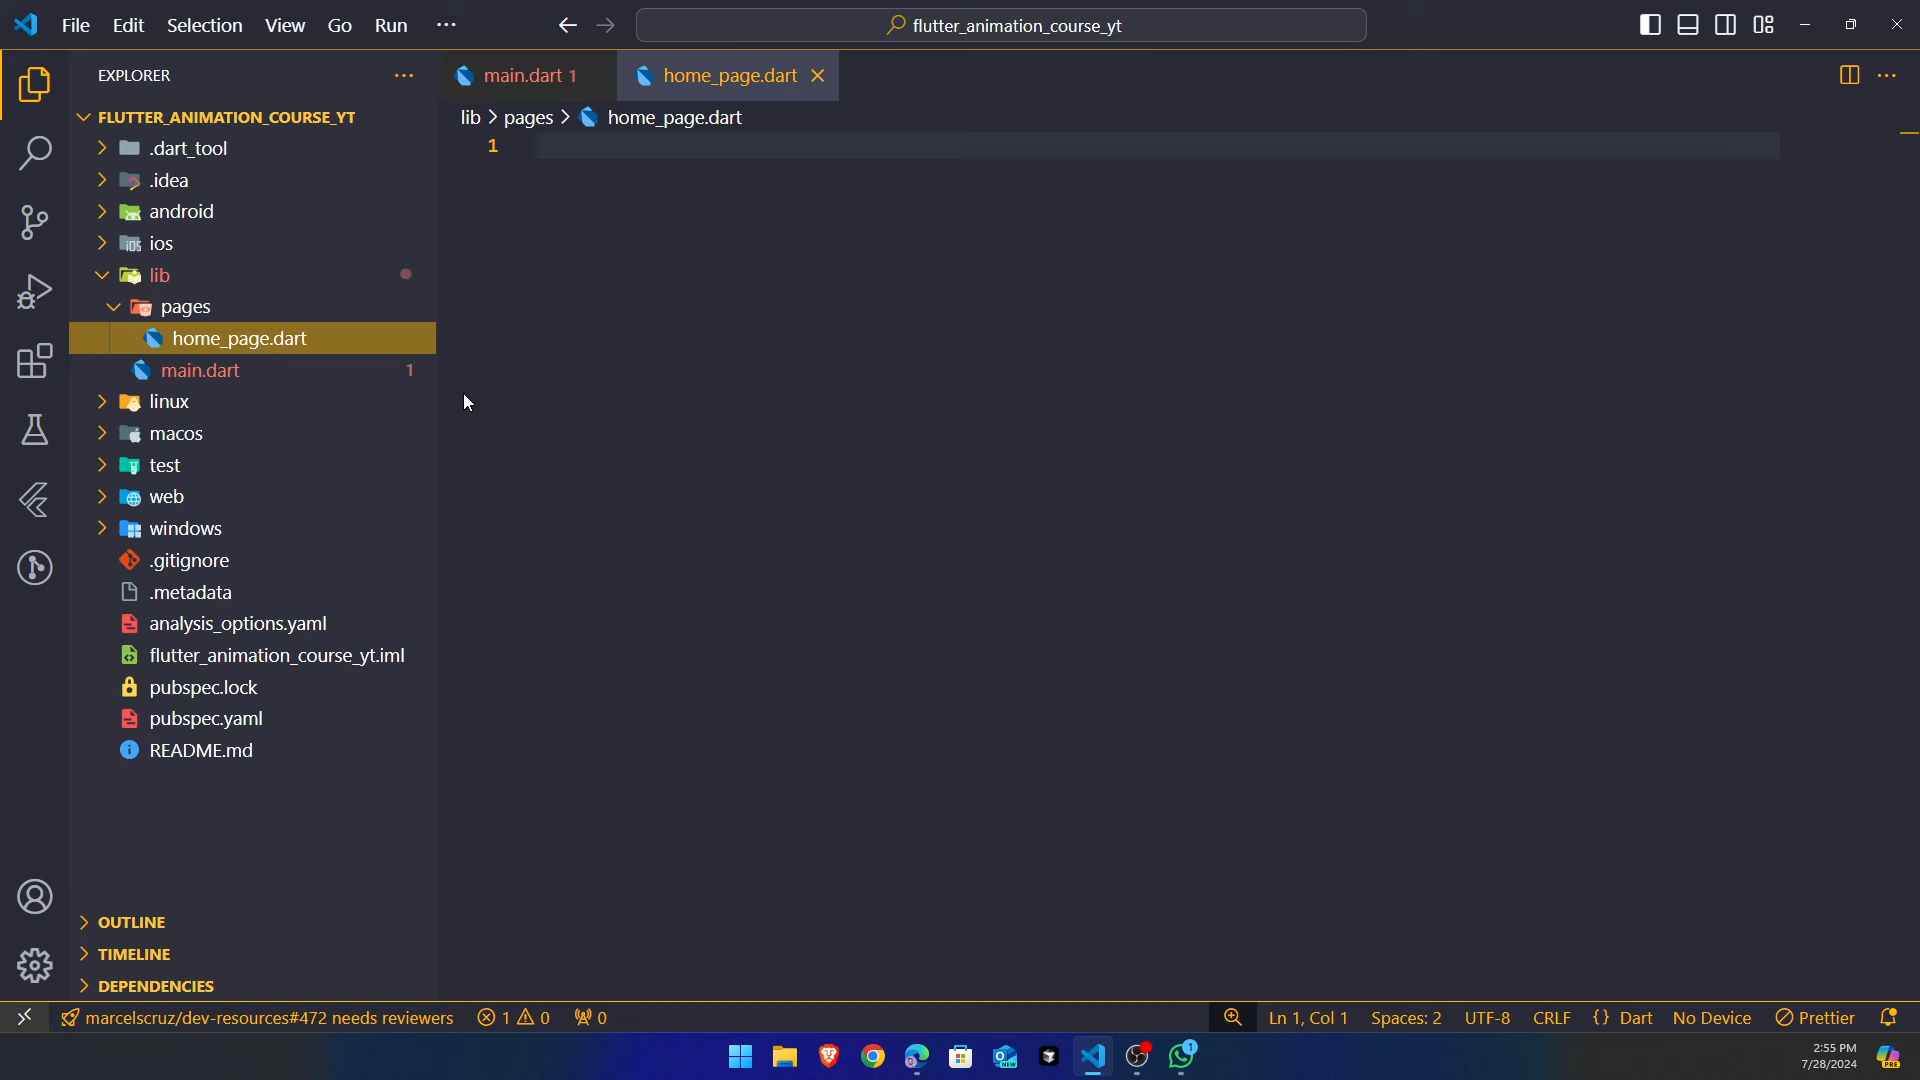 File Edit Selection View Go Run ··· flutter_animation_course_yt
EXPLORER ···
main.dart 1 home_page.dart
FLUTTER_ANIMATION_COURSE_YT
lib > pages > home_page.dart
1
.dart_tool
.idea
android
ios
lib
pages
home_page.dart
main.dart 1
linux
macos
test
web
windows
.gitignore
.metadata
analysis_options.yaml
flutter_animation_course_yt.iml
pubspec.lock
pubspec.yaml
README.md
OUTLINE
TIMELINE
DEPENDENCIES
marcelscruz/dev-resources#472 needs reviewers 1 0 0 Ln 1, Col 1 Spaces: 2 UTF-8 CRLF {} Dart No Device Prettier
2:55 PM
7/28/2024